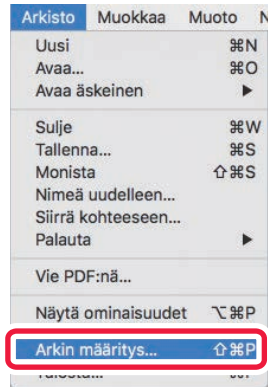 Arkisto Muokkaa Muoto
Uusi ⌘N
Avaa... ⌘O
Avaa äskeinen ▶
Sulje ⌘W
Tallenna... ⌘S
Monista ⇧⌘S
Nimeä uudelleen...
Siirrä kohteeseen...
Palauta ▶
Vie PDF:nä...
Näytä ominaisuudet ⌥⌘P
Arkin määritys... ⇧⌘P